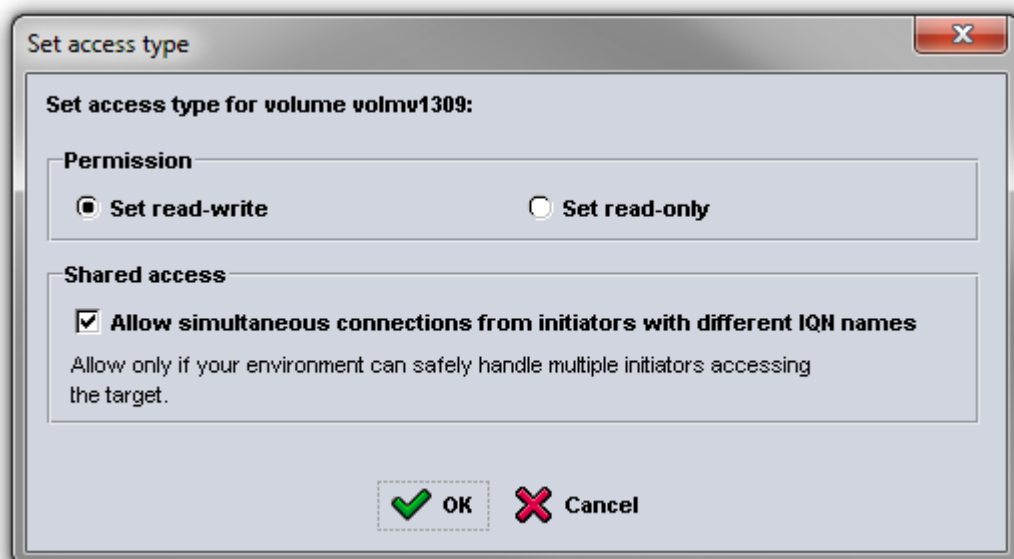 Set access type
Set access type for volume volmv1309:
Permission
Set read-write
Set read-only
Shared access
Allow simultaneous connections from initiators with different IQN names
Allow only if your environment can safely handle multiple initiators accessing
the target.
OK
Cancel